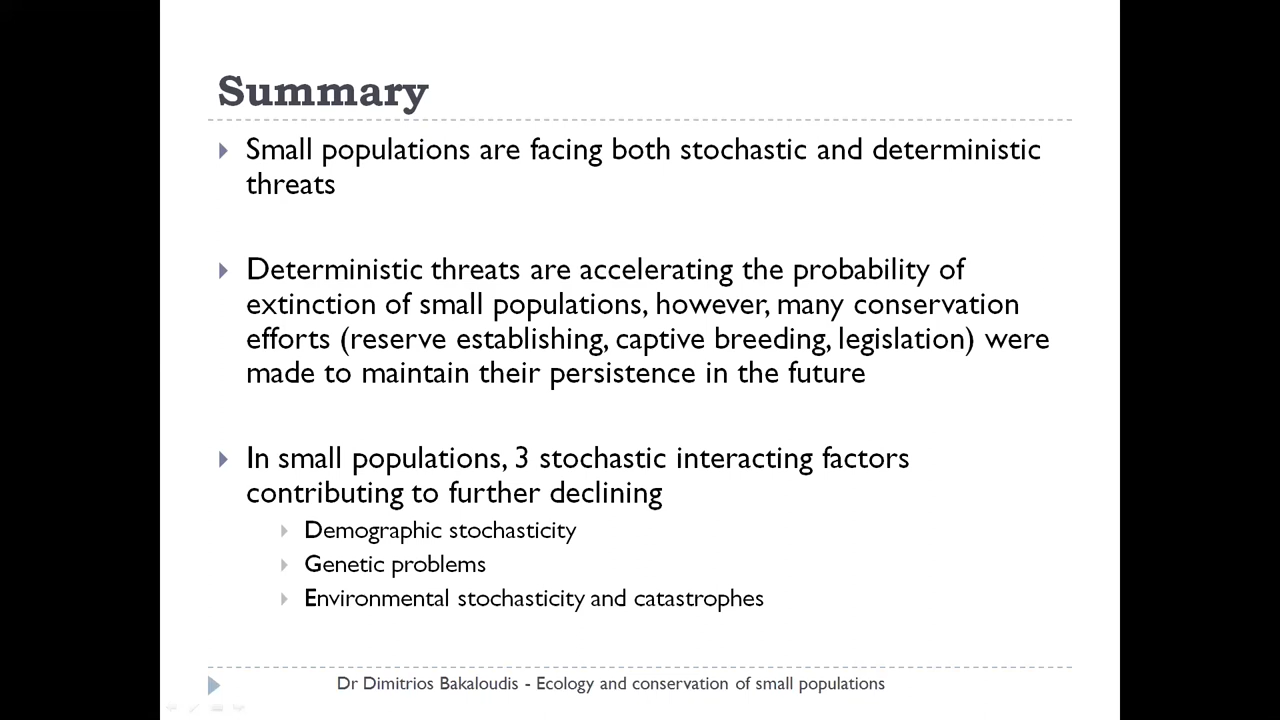 Summary
Small populations are facing both stochastic and deterministic
threats
Deterministic threats are accelerating the probability of
extinction of small populations, however, many conservation
efforts (reserve establishing, captive breeding, legislation) were
made to maintain their persistence in the future
In small populations, 3 stochastic interacting factors
contributing to further declining
Demographic stochasticity
Genetic problems
Environmental stochasticity and catastrophes
Dr Dimitrios Bakaloudis - Ecology and conservation of small populations